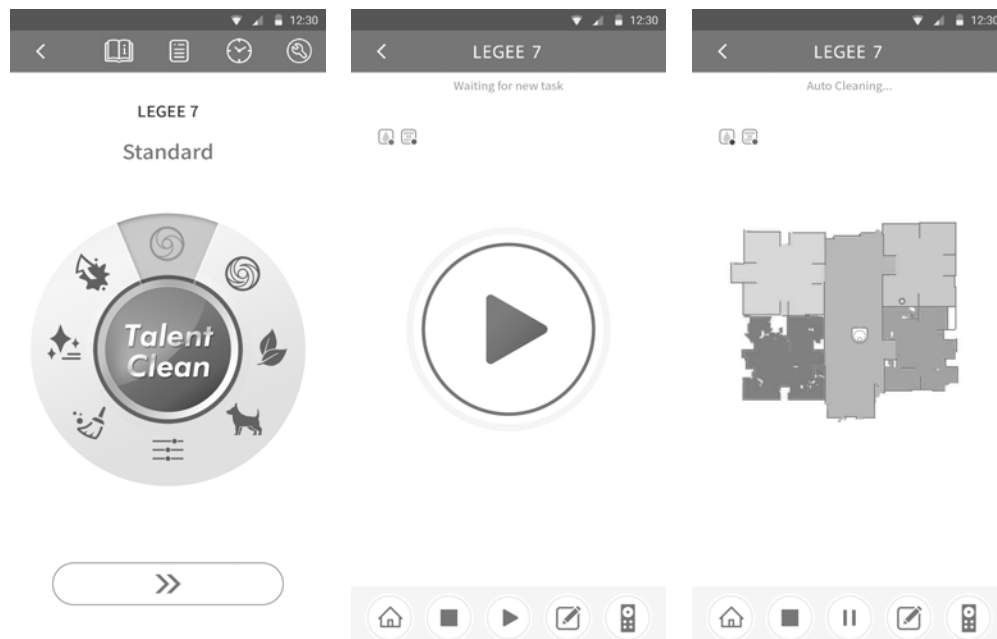 12:30
LEGEE 7
Standard
Talent
Clean
12:30
LEGEE 7
Waiting for new task
12:30
LEGEE 7
Auto Cleaning...